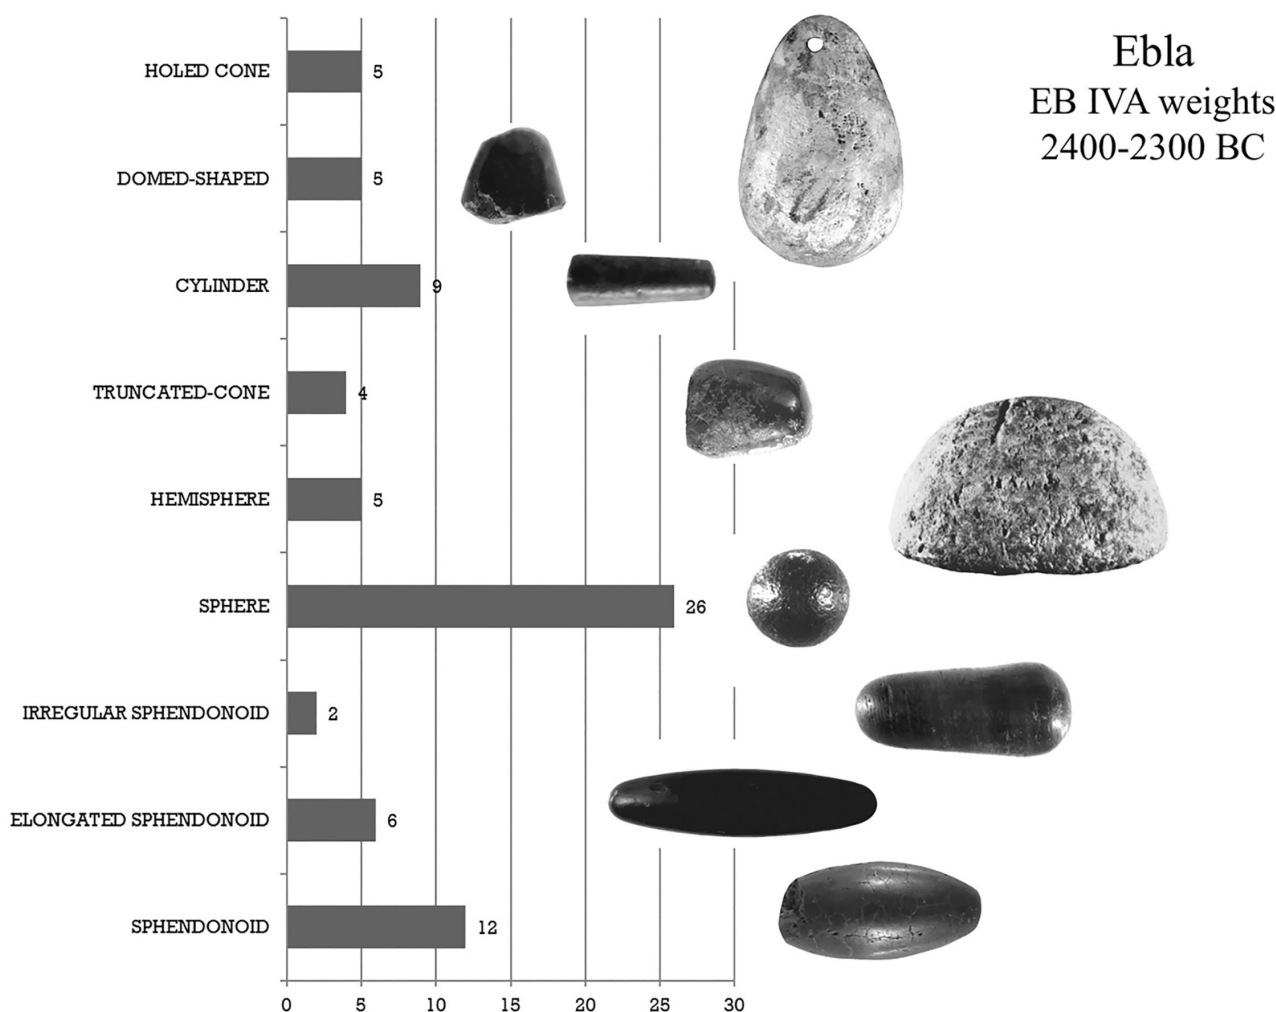 Ebla
EB IVA weights
2400-2300 BC
HOLED CONE 5
DOMED-SHAPED 5
CYLINDER 9
TRUNCATED-CONE 4
HEMISPHERE 5
SPHERE 26
IRREGULAR SPHENDONOID 2
ELONGATED SPHENDONOID 6
SPHENDONOID 12
0 5 10 15 20 25 30